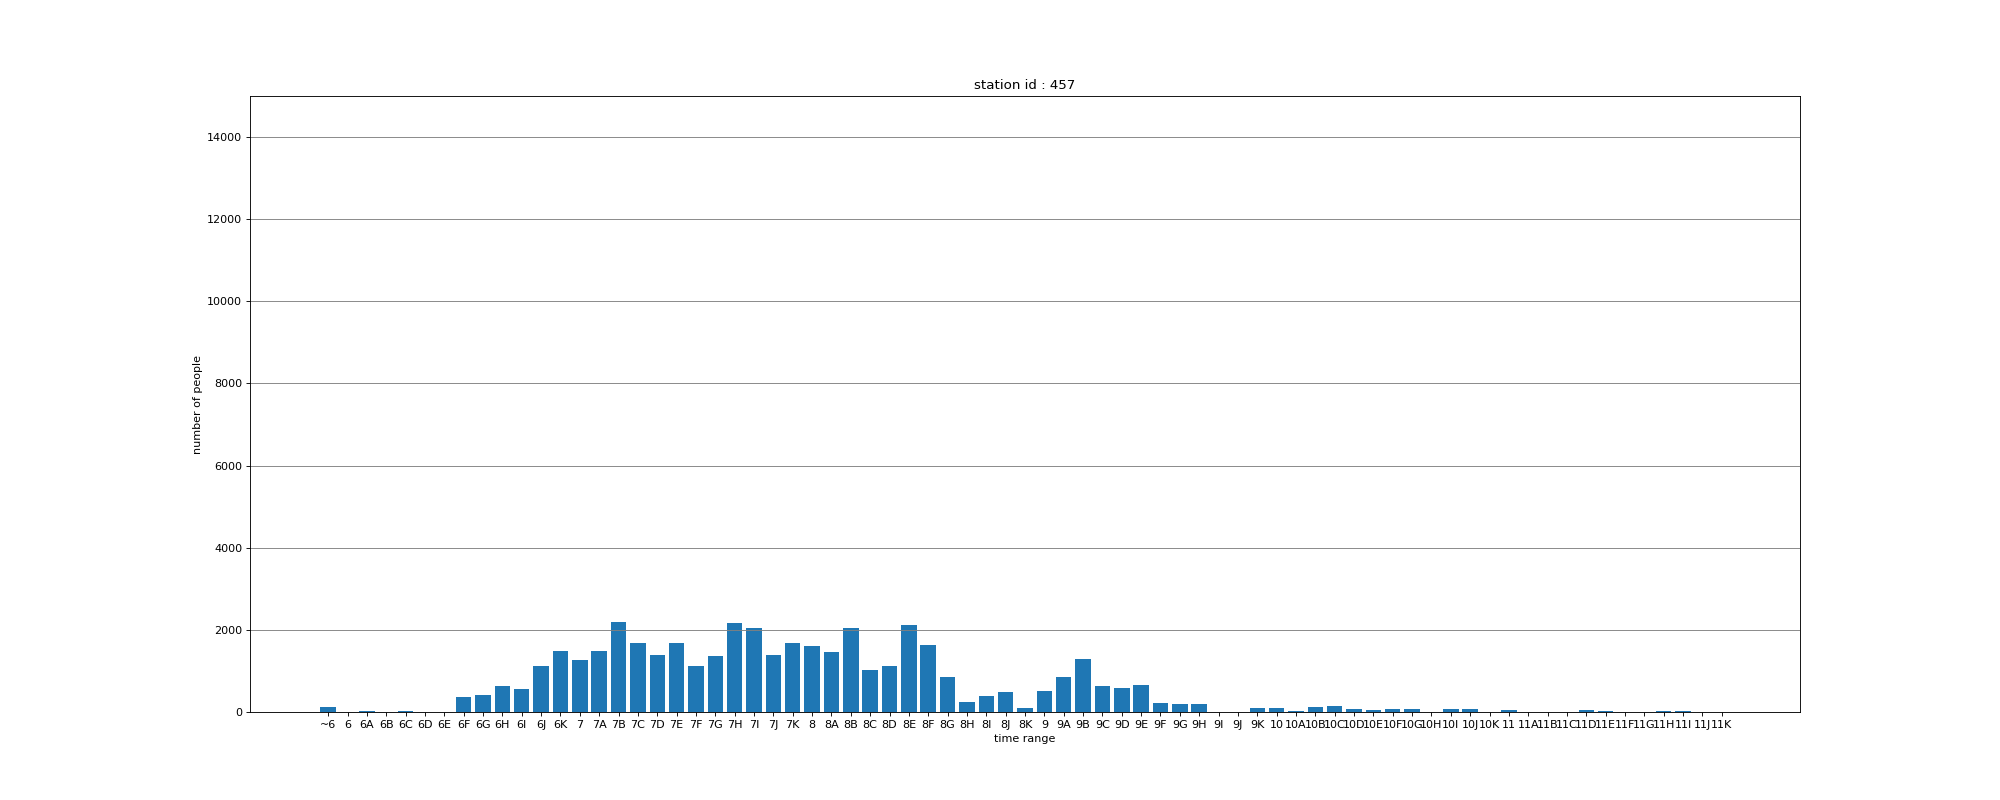 station id : 457
14000
12000
10000
8000
6000
4000
2000
0
number of people
~6 6 6A 6B 6C 6D 6E 6F 6G 6H 6I 6J 6K 7 7A 7B 7C 7D 7E 7F 7G 7H 7I 7J 7K 8 8A 8B 8C 8D 8E 8F 8G 8H 8I 8J 8K 9 9A 9B 9C 9D 9E 9F 9G 9H 9I 9J 9K 10 10A 10B 10C 10D 10E 10F 10G 10H 10I 10J 10K 11 11A 11B 11C 11D 11E 11F 11G 11H 11I 11J 11K
time range